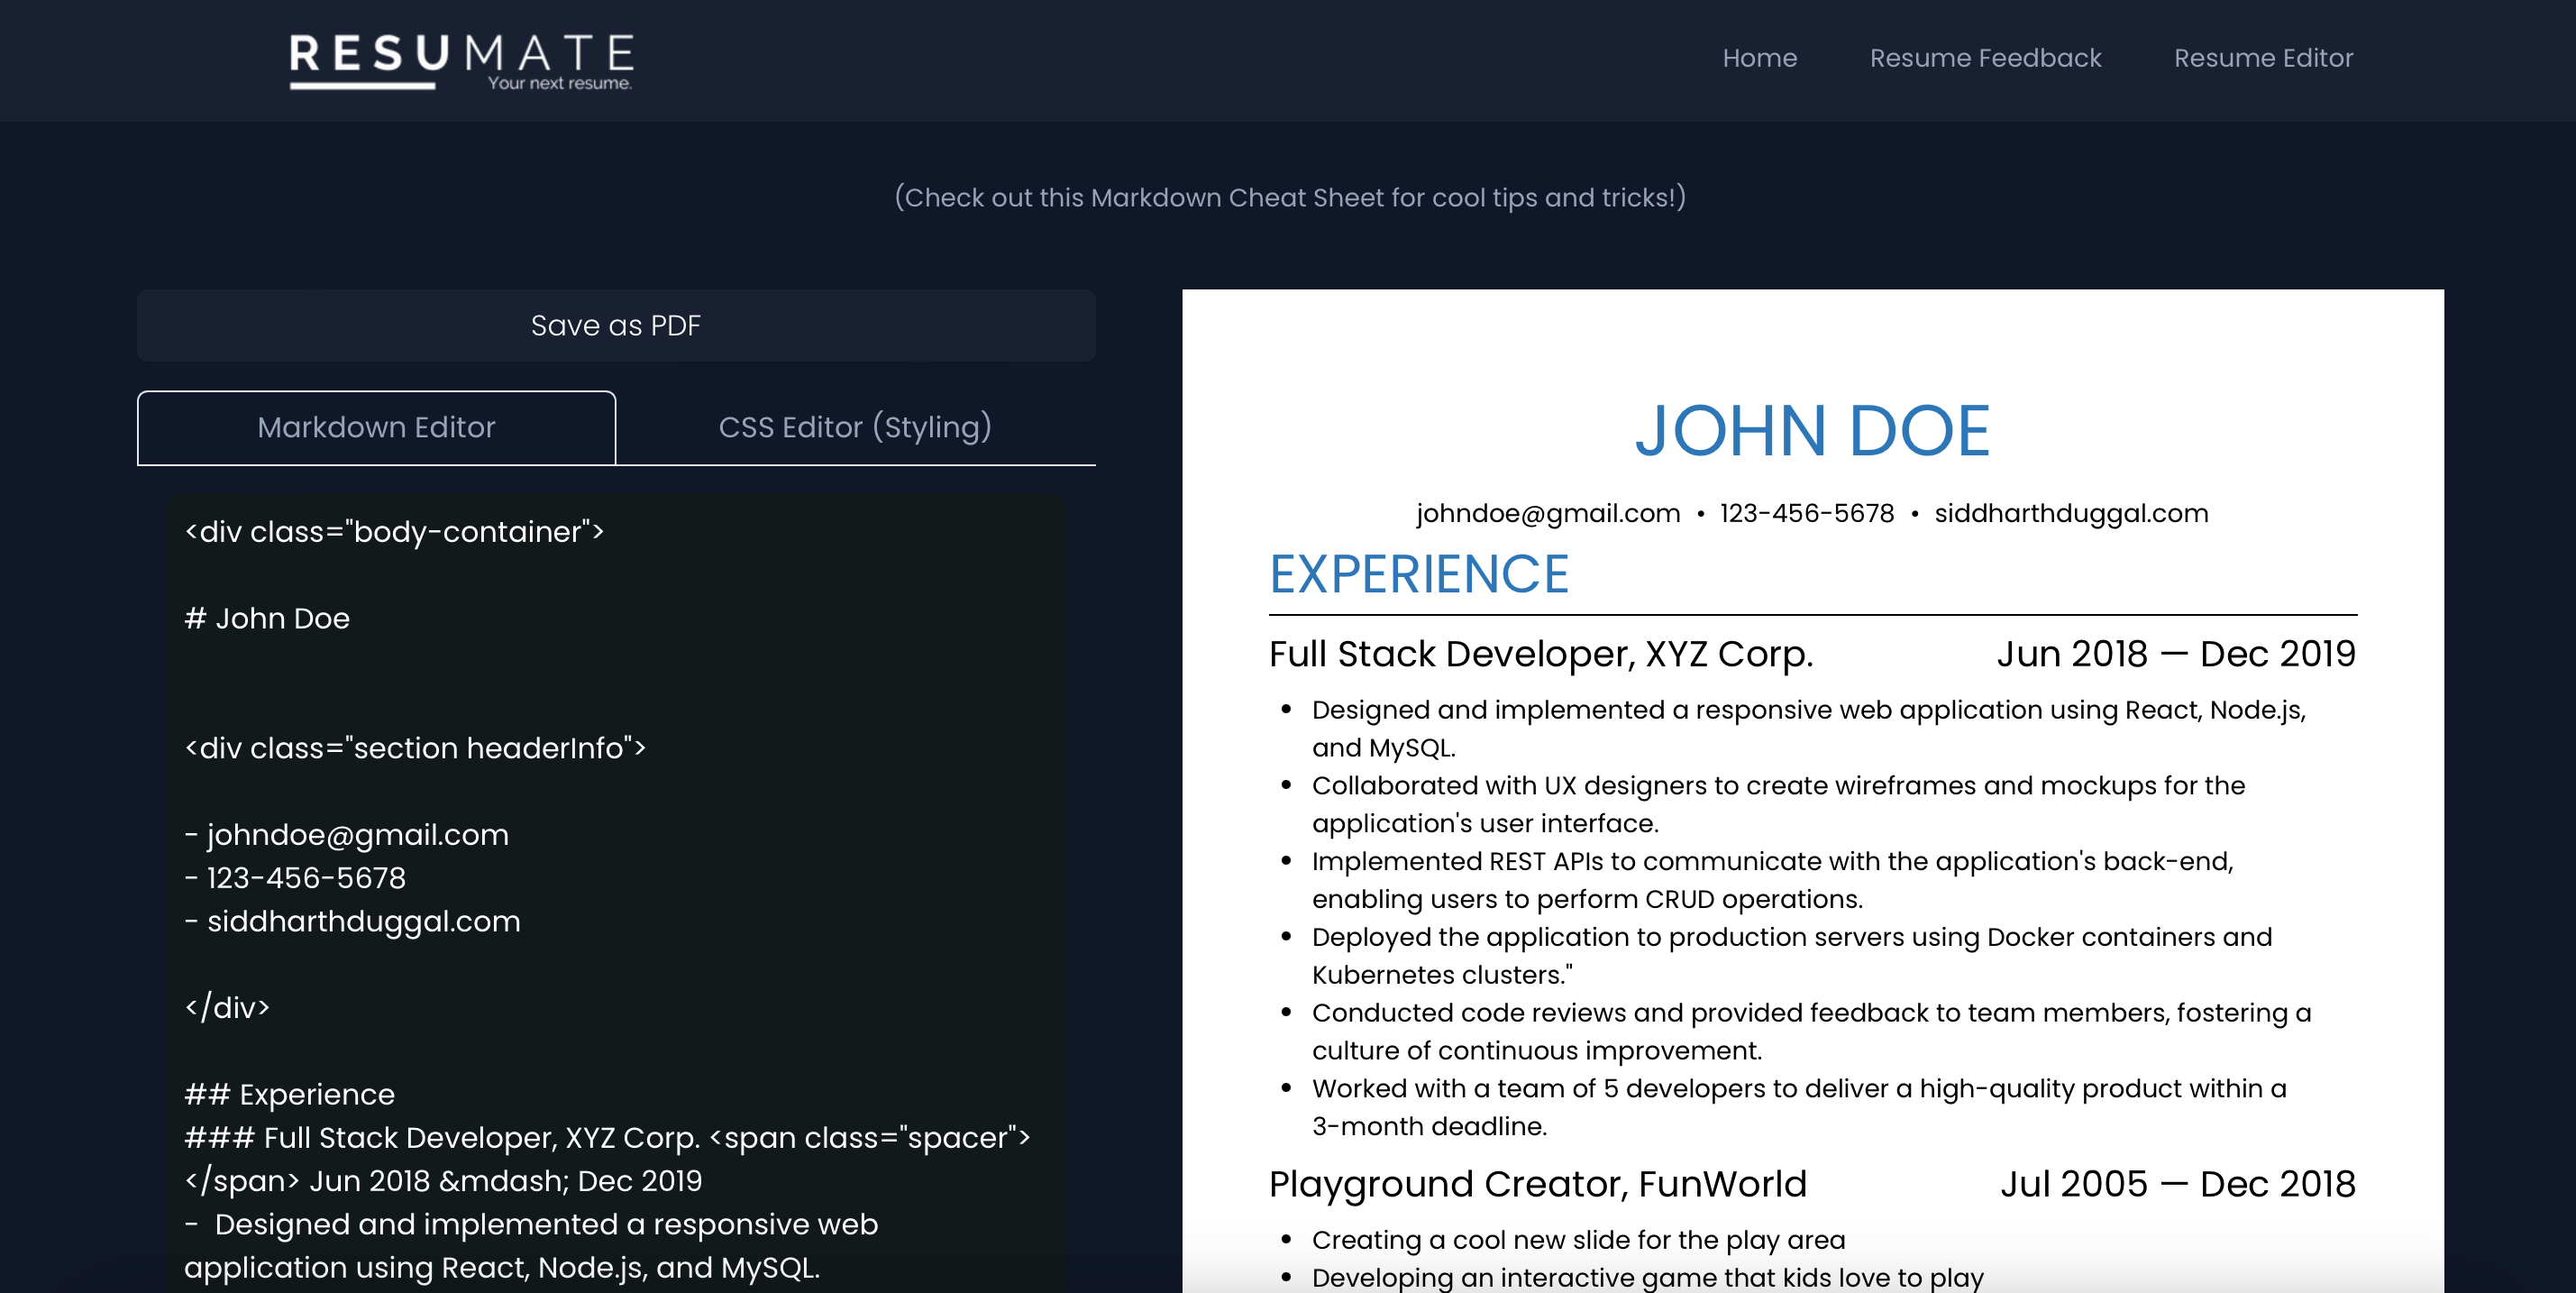 RESUMATE
Your next resume.
Home
Resume Feedback
Resume Editor
(Check out this Markdown Cheat Sheet for cool tips and tricks!)
Save as PDF
Markdown Editor
CSS Editor (Styling)
<div class="body-container">
# John Doe
<div class="section headerInfo">
- johndoe@gmail.com
- 123-456-5678
- siddharthduggal.com
</div>
## Experience
### Full Stack Developer, XYZ Corp. <span class="spacer">
</span> Jun 2018 &mdash; Dec 2019
-  Designed and implemented a responsive web
application using React, Node.js, and MySQL.
JOHN DOE
johndoe@gmail.com • 123-456-5678 • siddharthduggal.com
EXPERIENCE
Full Stack Developer, XYZ Corp. Jun 2018 — Dec 2019
• Designed and implemented a responsive web application using React, Node.js,
and MySQL.
• Collaborated with UX designers to create wireframes and mockups for the
application's user interface.
• Implemented REST APIs to communicate with the application's back-end,
enabling users to perform CRUD operations.
• Deployed the application to production servers using Docker containers and
Kubernetes clusters."
• Conducted code reviews and provided feedback to team members, fostering a
culture of continuous improvement.
• Worked with a team of 5 developers to deliver a high-quality product within a
3-month deadline.
Playground Creator, FunWorld Jul 2005 — Dec 2018
• Creating a cool new slide for the play area
• Developing an interactive game that kids love to play